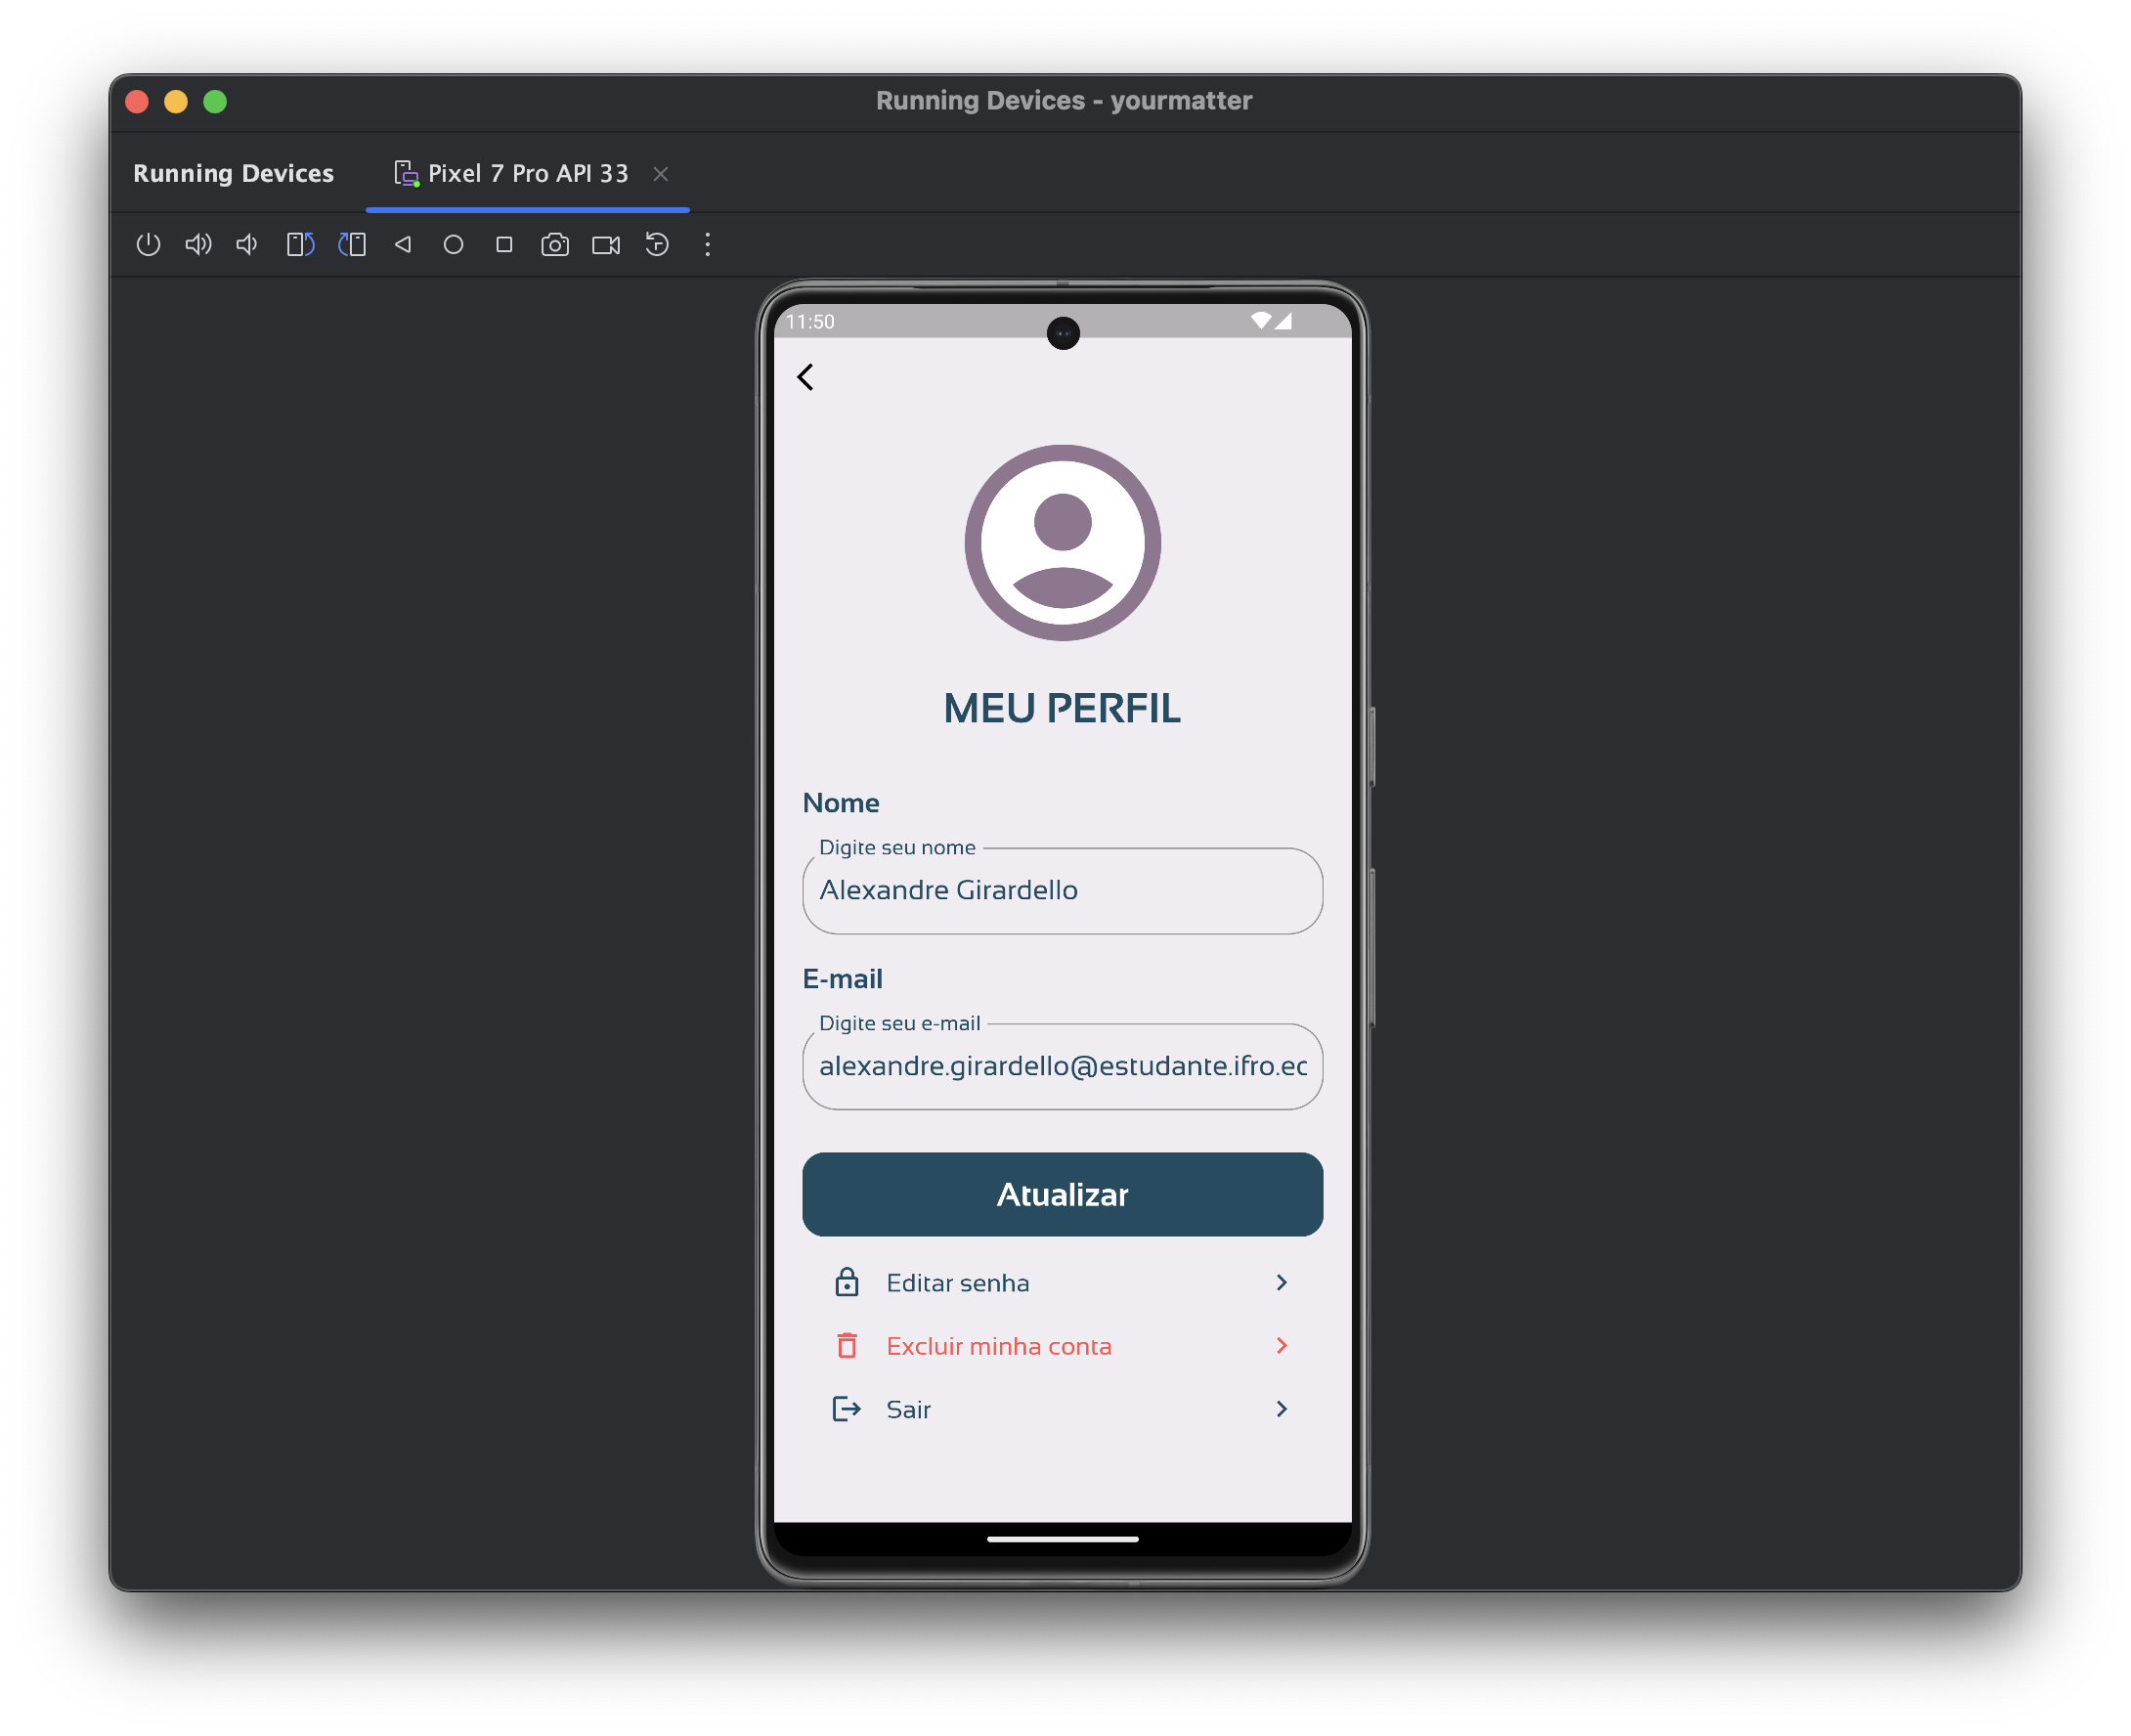 Running Devices - yourmatter
Running Devices
Pixel 7 Pro API 33
11:50
MEU PERFIL
Nome
Digite seu nome
Alexandre Girardello
E-mail
Digite seu e-mail
alexandre.girardello@estudante.ifro.ec
Atualizar
Editar senha
Excluir minha conta
Sair